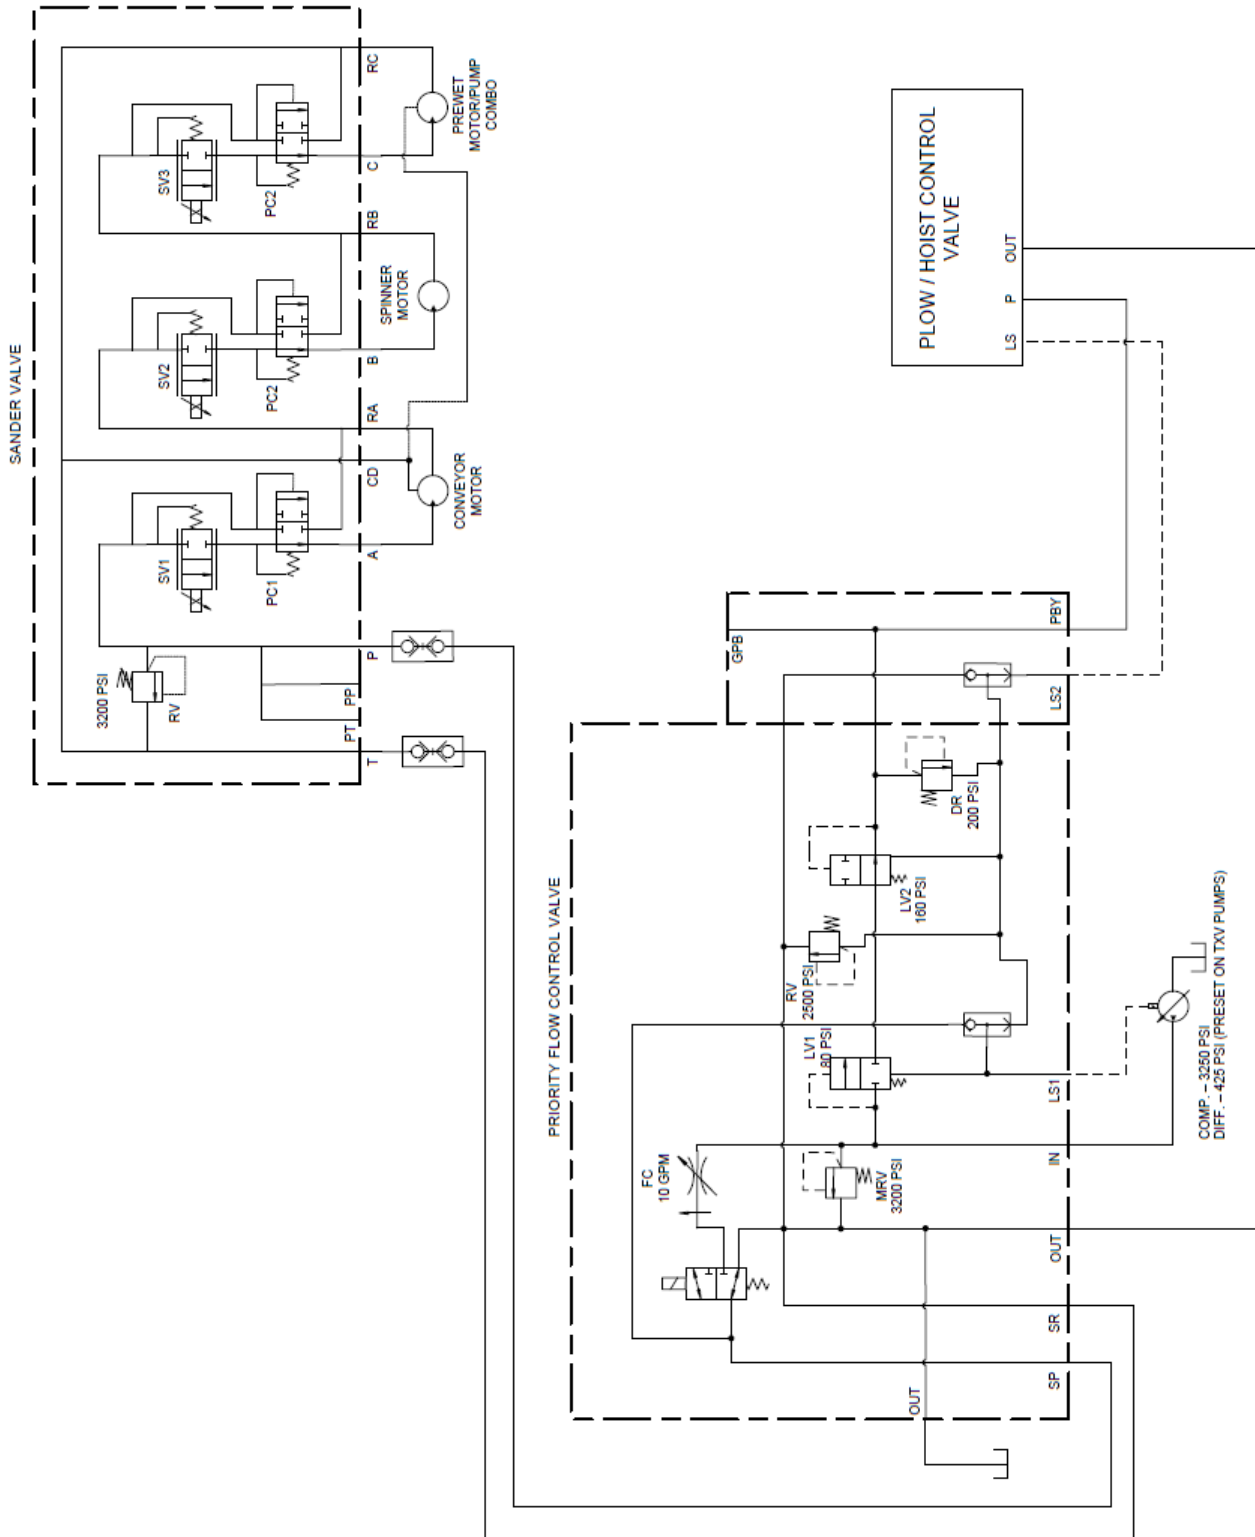 SANDER VALVE
SV3
PC2
RC
PREWET
MOTOR/PUMP
COMBO
C
RB
SV2
PC2
SPINNER
MOTOR
B
RA
CD
CONVEYOR
MOTOR
SV1
PC1
A
3200 PSI
RV
PP
PT
P
T
PLOW / HOIST CONTROL
VALVE
LS
P
OUT
PRIORITY FLOW CONTROL VALVE
GPB
PBY
LS2
DR
200 PSI
LV2
160 PSI
RV
2500 PSI
LV1
80 PSI
LS1
FC
10 GPM
MRV
3200 PSI
IN
OUT
SR
SP
OUT
COMP. – 3250 PSI
DIFF. – 425 PSI (PRESET ON TXV PUMPS)